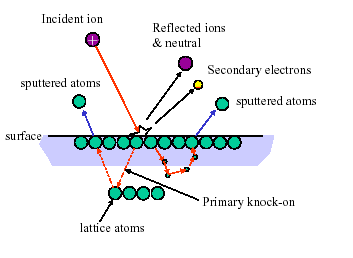 Incident ion
Reflected ions
& neutral
Secondary electrons
sputtered atoms
sputtered atoms
surface
Primary knock-on
lattice atoms